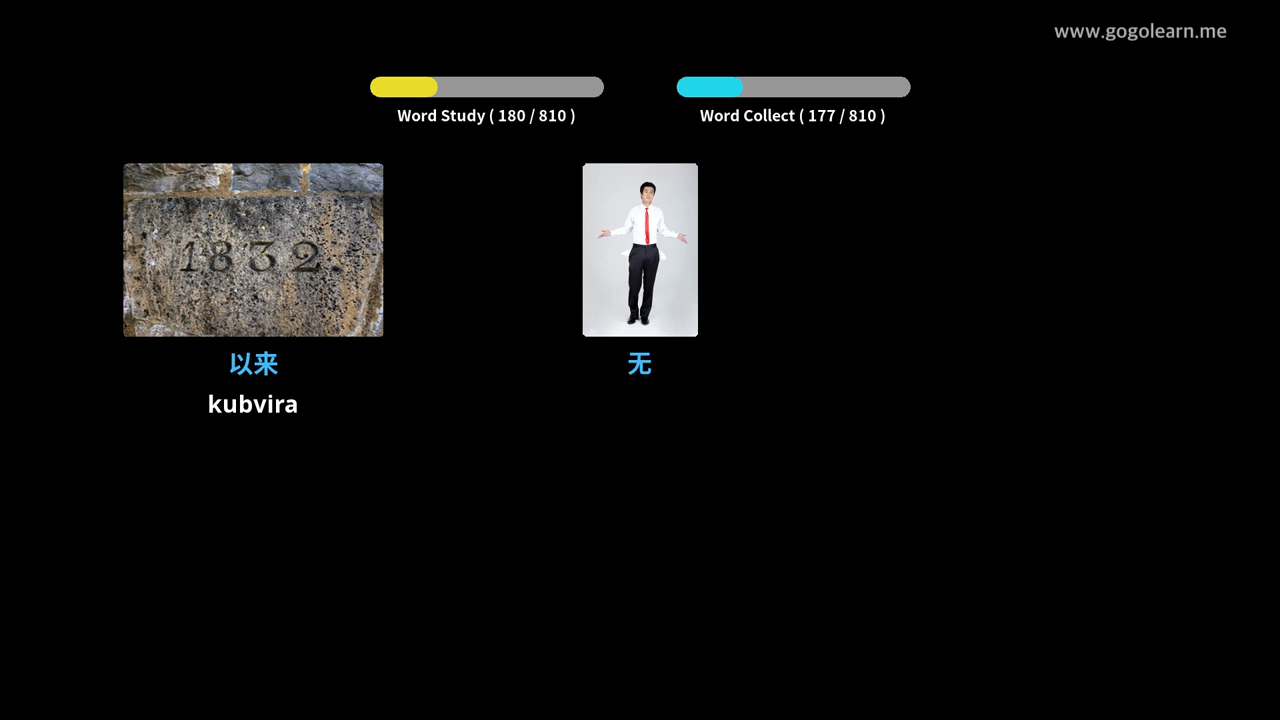 www.gogolearn.me
Word Study ( 180 / 810 )
Word Collect ( 177 / 810 )
1832.
以来
无
kubvira